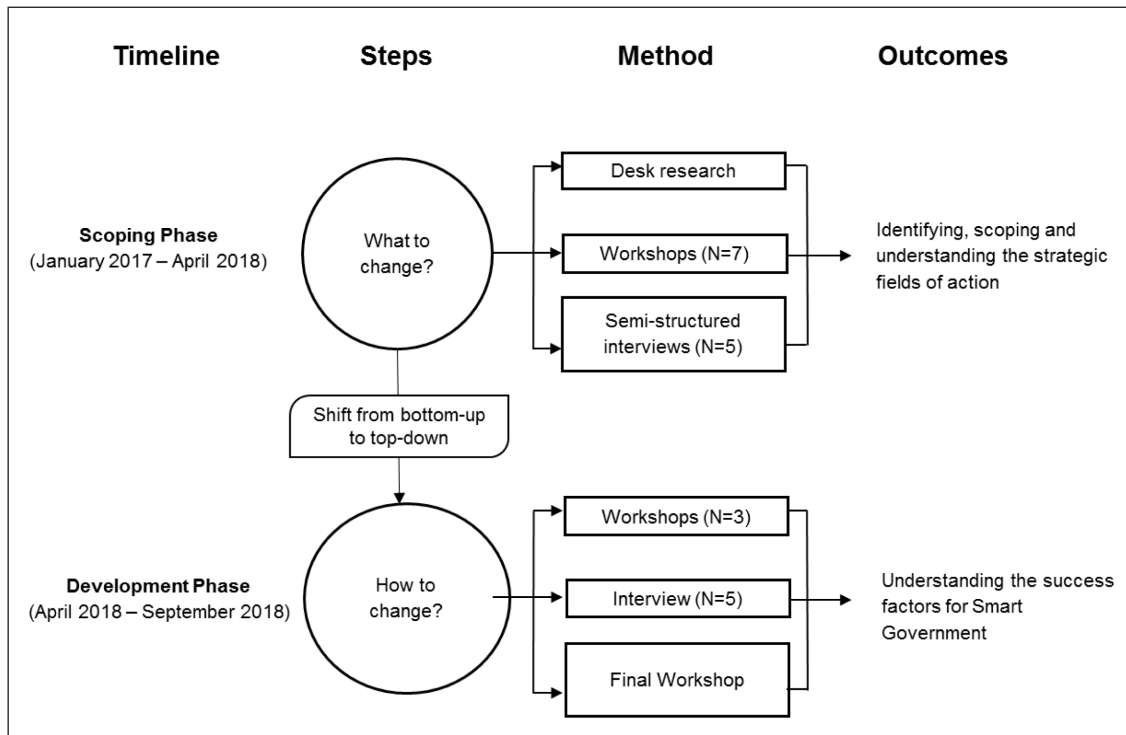 Timeline
Steps
Method
Outcomes
Scoping Phase
(January 2017 – April 2018)
What to
change?
Desk research
Workshops (N=7)
Semi-structured
interviews (N=5)
Identifying, scoping and
understanding the strategic
fields of action
Shift from bottom-up
to top-down
Development Phase
(April 2018 – September 2018)
How to
change?
Workshops (N=3)
Interview (N=5)
Final Workshop
Understanding the success
factors for Smart
Government